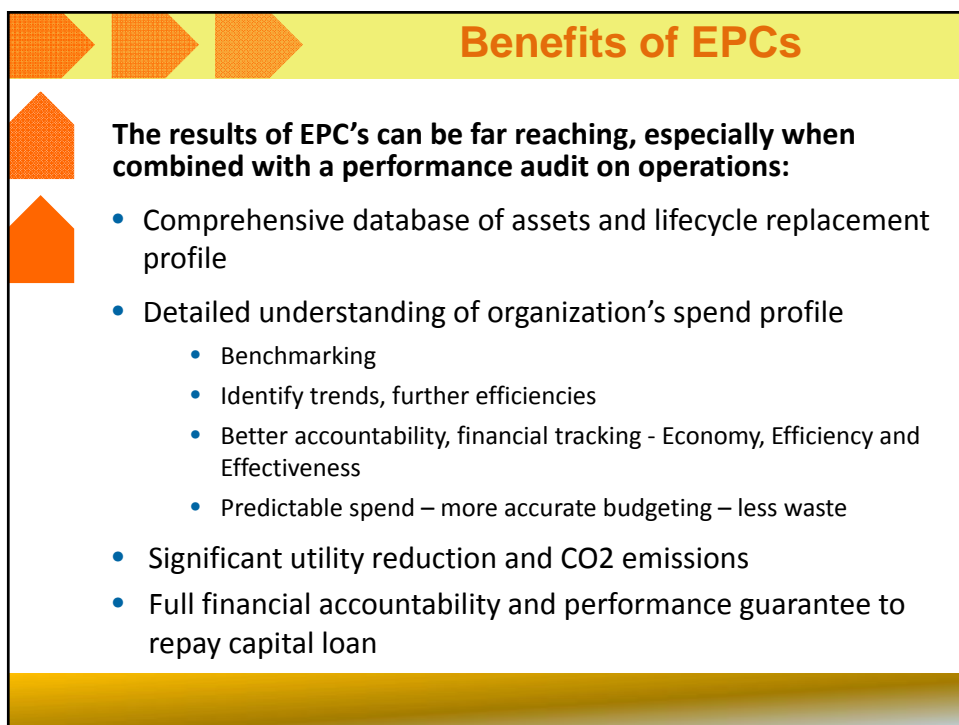 Benefits of EPCs
The results of EPC’s can be far reaching, especially when
combined with a performance audit on operations:
• Comprehensive database of assets and lifecycle replacement
profile
• Detailed understanding of organization’s spend profile
• Benchmarking
• Identify trends, further efficiencies
• Better accountability, financial tracking - Economy, Efficiency and
Effectiveness
• Predictable spend – more accurate budgeting – less waste
• Significant utility reduction and CO2 emissions
• Full financial accountability and performance guarantee to
repay capital loan